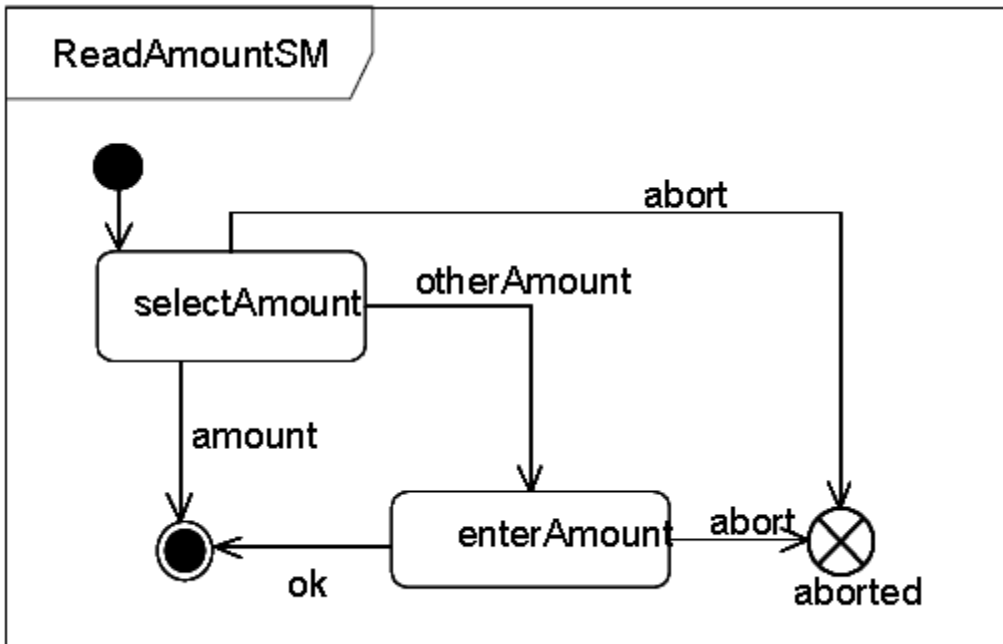 ReadAmountSM
abort
otherAmount
selectAmount
amount
abort
enterAmount
ok
aborted